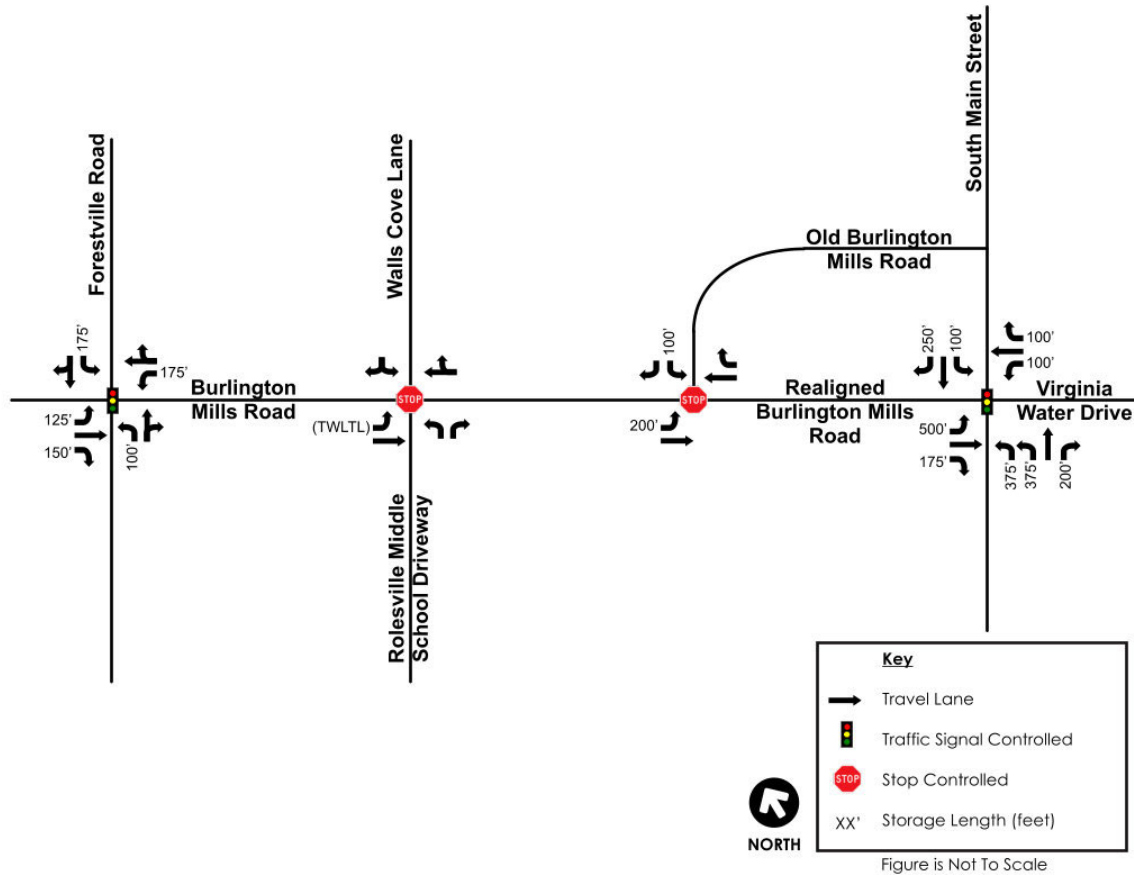 South Main Street
Forestville Road
Walls Cove Lane
Old Burlington
Mills Road
175'
175'
100'
250'
100'
100'
100'
Burlington
Mills Road
STOP
STOP
Realigned
Burlington Mills
Road
Virginia
Water Drive
125'
150'
100'
(TWLTL)
200'
500'
175'
375'
375'
200'
Rolesville Middle
School Driveway
Key
Travel Lane
Traffic Signal Controlled
STOP
Stop Controlled
XX'
Storage Length (feet)
NORTH
Figure is Not To Scale